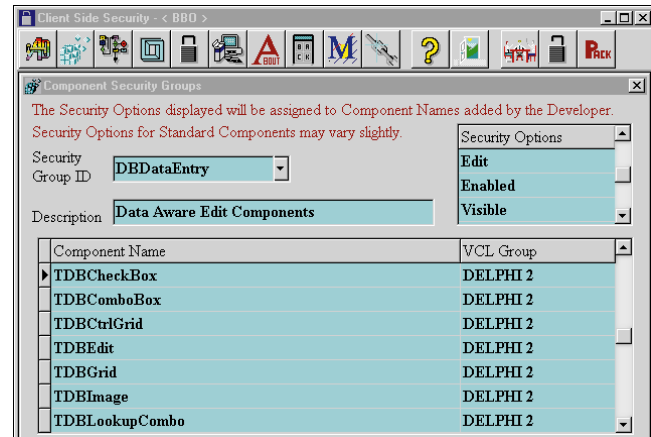 Client Side Security - < BBO >
ABOUT
M
?
PACK
Component Security Groups
The Security Options displayed will be assigned to Component Names added by the Developer.
Security Options for Standard Components may vary slightly.
Security Options
Edit
Enabled
Visible
Security
Group ID
DBDataEntry
Description
Data Aware Edit Components
Component Name VCL Group
TDBCheckBox DELPHI 2
TDBComboBox DELPHI 2
TDBCtrlGrid DELPHI 2
TDBEdit DELPHI 2
TDBGrid DELPHI 2
TDBImage DELPHI 2
TDBLookupCombo DELPHI 2